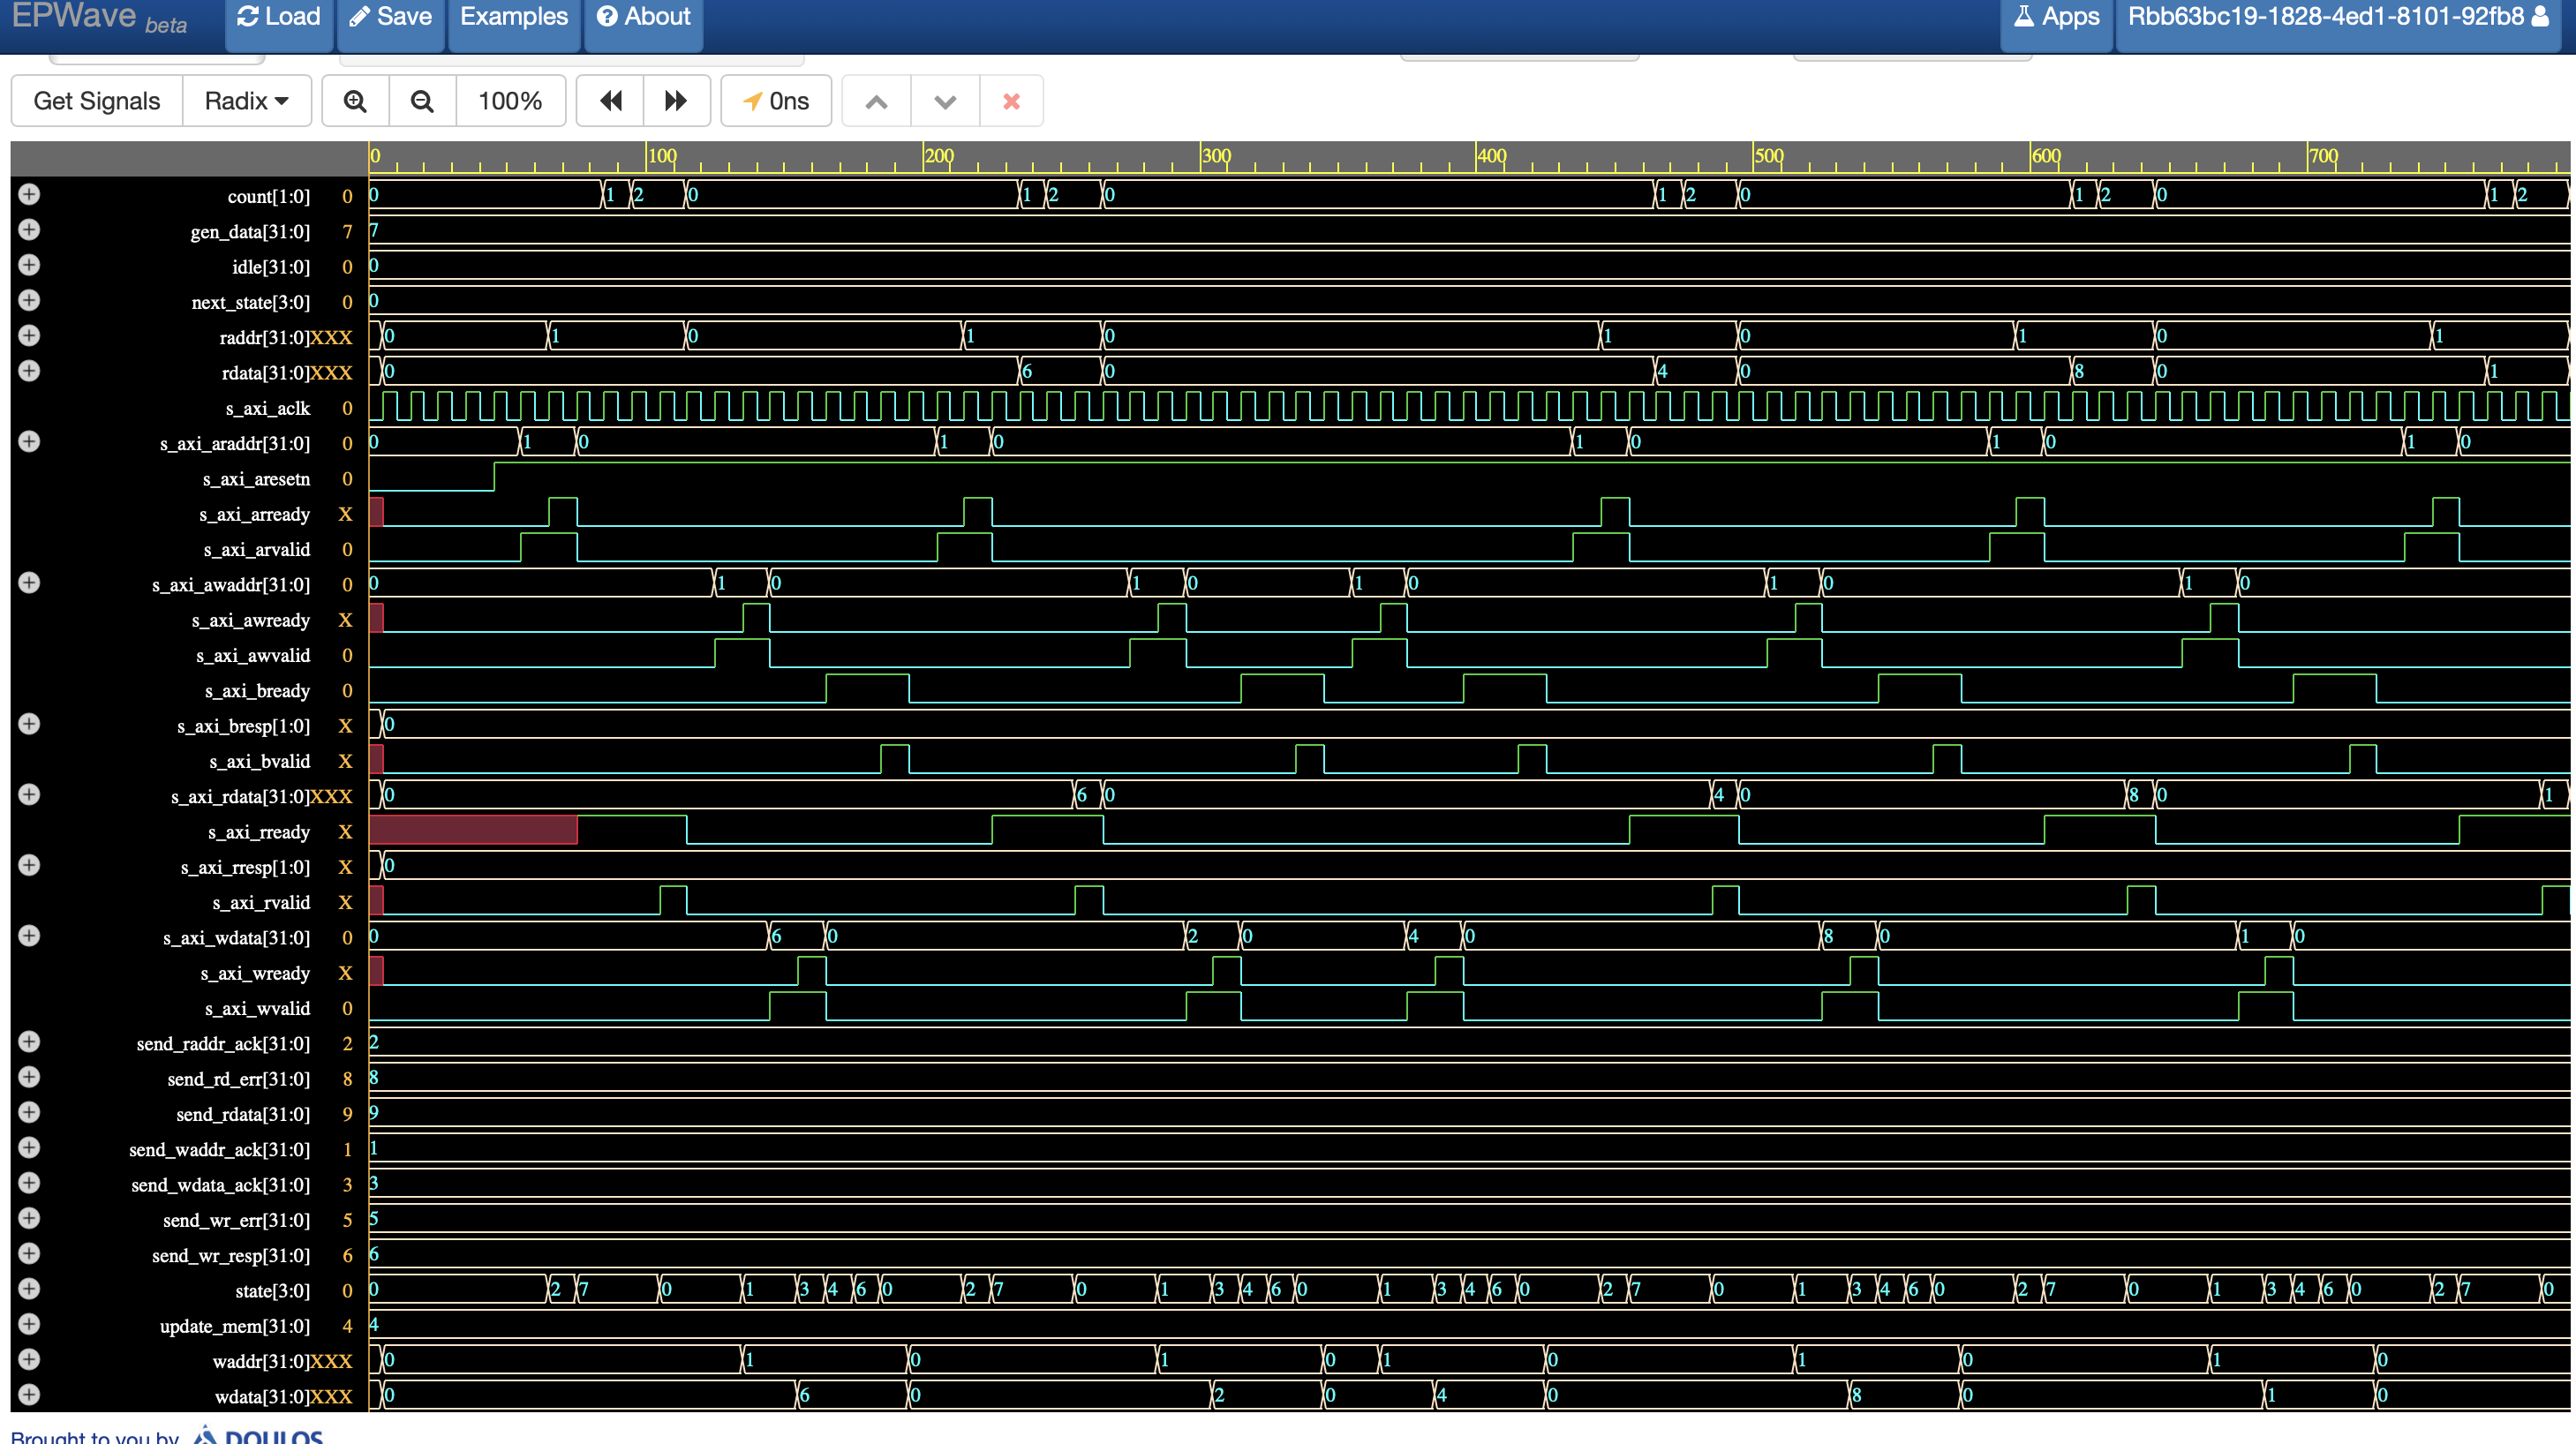 EPWave beta Load Save Examples About Apps Rbb63bc19-1828-4ed1-8101-92fb8
Get Signals Radix 100% 0ns
0 100 200 300 400 500 600 700
count[1:0] 0 0 1 2 0 1 2 0 1 2 0 1 2 0 1 2
gen_data[31:0] 7 7
idle[31:0] 0 0
next_state[3:0] 0 0
raddr[31:0] XXX 0 1 0 1 0 1 0 1 0 1
rdata[31:0] XXX 0 6 0 4 0 8 0 1
s_axi_aclk 0
s_axi_araddr[31:0] 0 0 1 0 1 0 1 0 1 0 1 0
s_axi_aresetn 0
s_axi_arready X
s_axi_arvalid 0
s_axi_awaddr[31:0] 0 0 1 0 1 0 1 0 1 0 1 0
s_axi_awready X
s_axi_awvalid 0
s_axi_bready 0
s_axi_bresp[1:0] X 0
s_axi_bvalid X
s_axi_rdata[31:0] XXX 0 6 0 4 0 8 0 1
s_axi_rready X
s_axi_rresp[1:0] X 0
s_axi_rvalid X
s_axi_wdata[31:0] 0 0 6 0 2 0 4 0 8 0 1 0
s_axi_wready X
s_axi_wvalid 0
send_raddr_ack[31:0] 2 2
send_rd_err[31:0] 8 8
send_rdata[31:0] 9 9
send_waddr_ack[31:0] 1 1
send_wdata_ack[31:0] 3 3
send_wr_err[31:0] 5 5
send_wr_resp[31:0] 6 6
state[3:0] 0 0 2 7 0 1 3 4 6 0 2 7 0 1 3 4 6 0 1 3 4 6 0 2 7 0 1 3 4 6 0 2 7 0 1 3 4 6 0 2 7 0
update_mem[31:0] 4 4
waddr[31:0] XXX 0 1 0 1 0 1 0 1 0 1 0
wdata[31:0] XXX 0 6 0 2 0 4 0 8 0 1 0
Brought to you by DOULOS